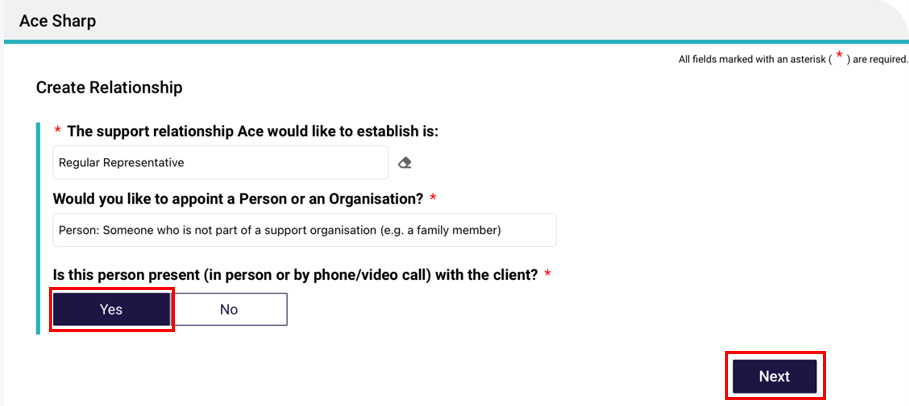 Ace Sharp
All fields marked with an asterisk ( * ) are required.
Create Relationship
* The support relationship Ace would like to establish is:
Regular Representative
Would you like to appoint a Person or an Organisation? *
Person: Someone who is not part of a support organisation (e.g. a family member)
Is this person present (in person or by phone/video call) with the client? *
Yes No
Next